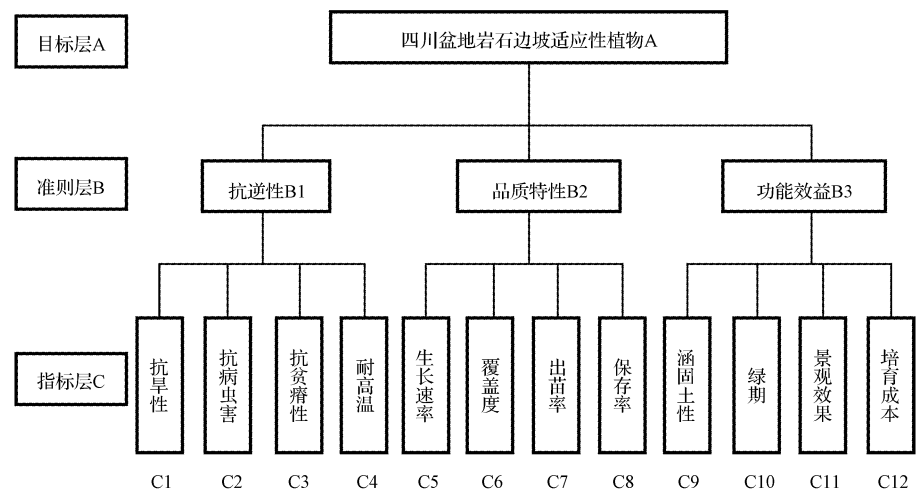 目标层A
四川盆地岩石边坡适应性植物A
准则层B
抗逆性B1
品质特性B2
功能效益B3
指标层C
抗旱性
抗病虫害
抗贫瘠性
耐高温
生长速率
覆盖度
出苗率
保存率
涵固土性
绿期
景观效果
培育成本
C1
C2
C3
C4
C5
C6
C7
C8
C9
C10
C11
C12